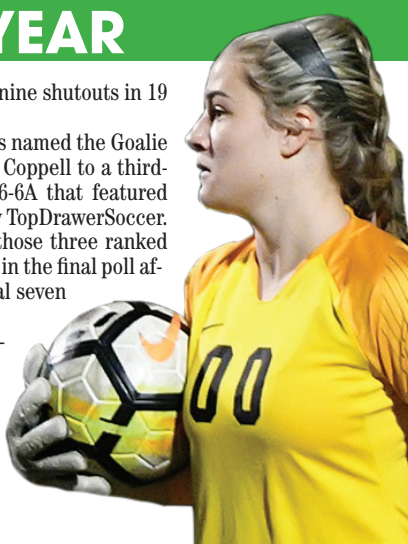 YEAR
nine shutouts in 19
s named the Goalie
Coppell to a third-
6-6A that featured
TopDrawerSoccer.
those three ranked
in the final poll af-
al seven
00